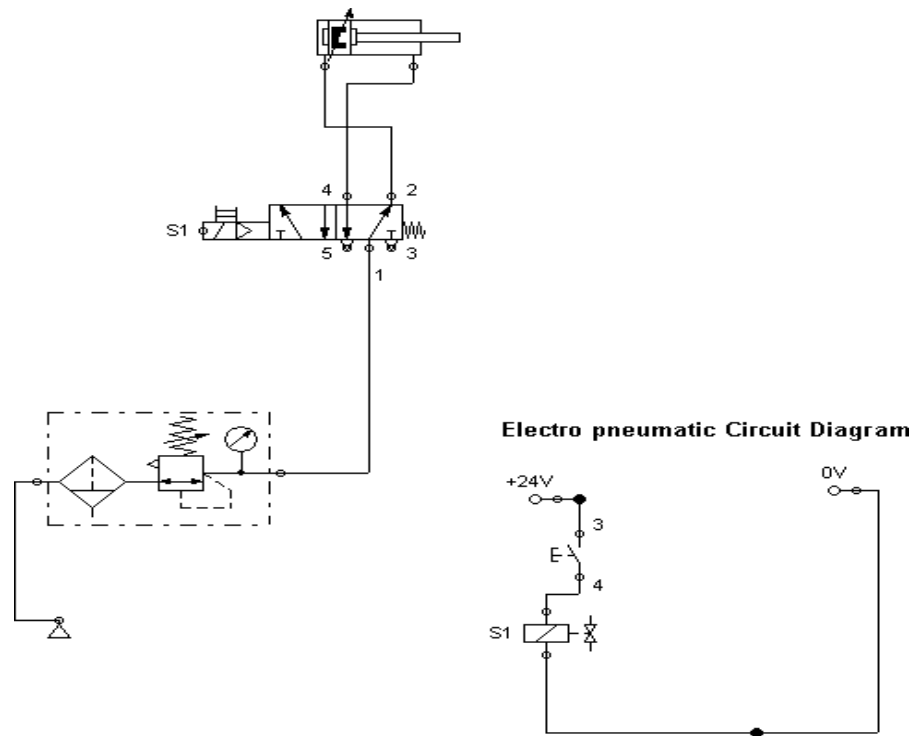 4 2
S1
5 3
1
Electro pneumatic Circuit Diagram
+24V 0V
3
E
4
S1